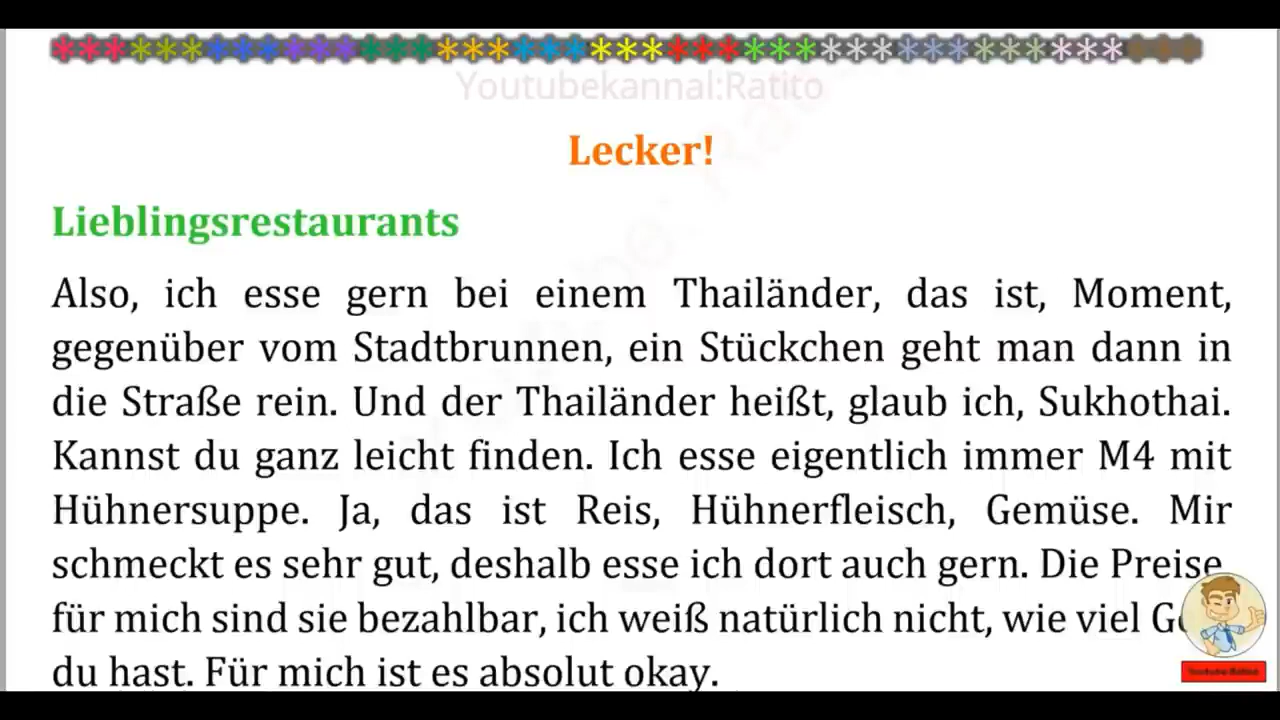 ***************************************************************
Youtubekannal:Ratito
Lecker!
Lieblingsrestaurants
Also, ich esse gern bei einem Thailänder, das ist, Moment,
gegenüber vom Stadtbrunnen, ein Stückchen geht man dann in
die Straße rein. Und der Thailänder heißt, glaub ich, Sukhothai.
Kannst du ganz leicht finden. Ich esse eigentlich immer M4 mit
Hühnersuppe. Ja, das ist Reis, Hühnerfleisch, Gemüse. Mir
schmeckt es sehr gut, deshalb esse ich dort auch gern. Die Preise
für mich sind sie bezahlbar, ich weiß natürlich nicht, wie viel
du hast. Für mich ist es absolut okay.